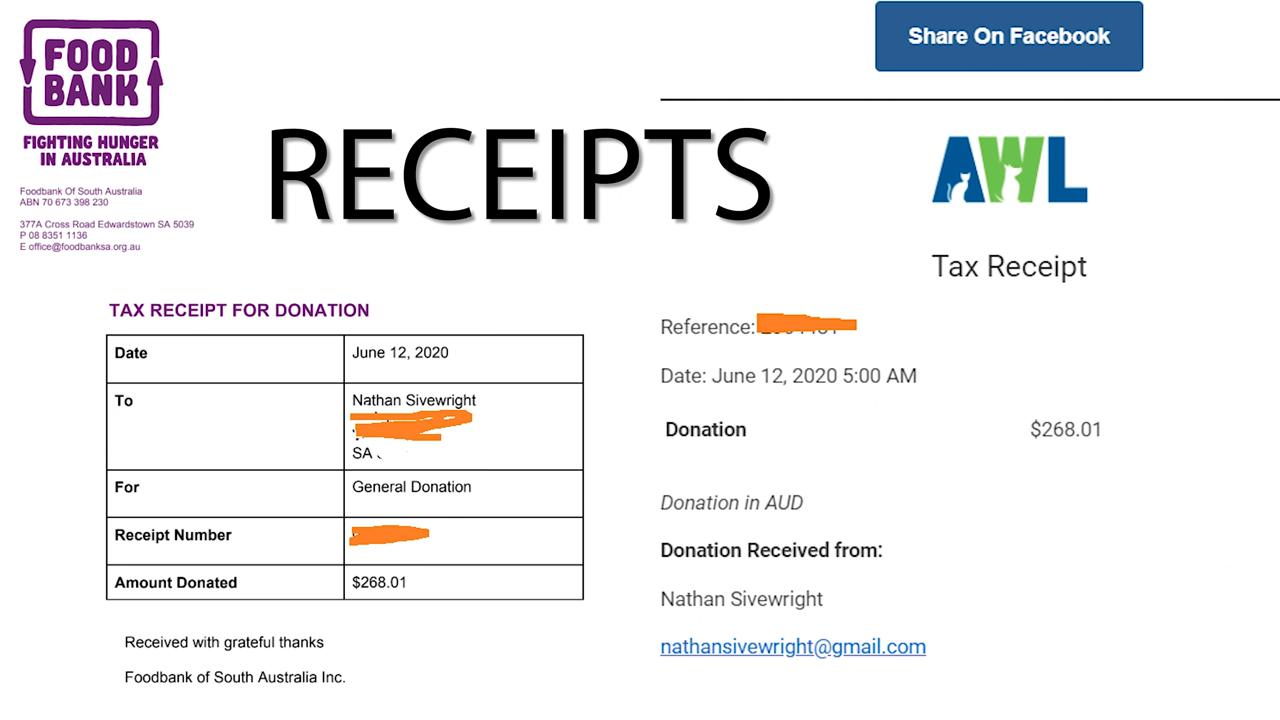 FOOD
BANK
FIGHTING HUNGER
IN AUSTRALIA
Foodbank Of South Australia
ABN 70 673 398 230
377A Cross Road Edwardstown SA 5039
P 08 8351 1136
E office@foodbanksa.org.au
RECEIPTS
TAX RECEIPT FOR DONATION
Date June 12, 2020
To Nathan Sivewright
SA
For General Donation
Receipt Number
Amount Donated $268.01
Received with grateful thanks
Foodbank of South Australia Inc.
Share On Facebook
AWL
Tax Receipt
Reference:
Date: June 12, 2020 5:00 AM
Donation $268.01
Donation in AUD
Donation Received from:
Nathan Sivewright
nathansivewright@gmail.com